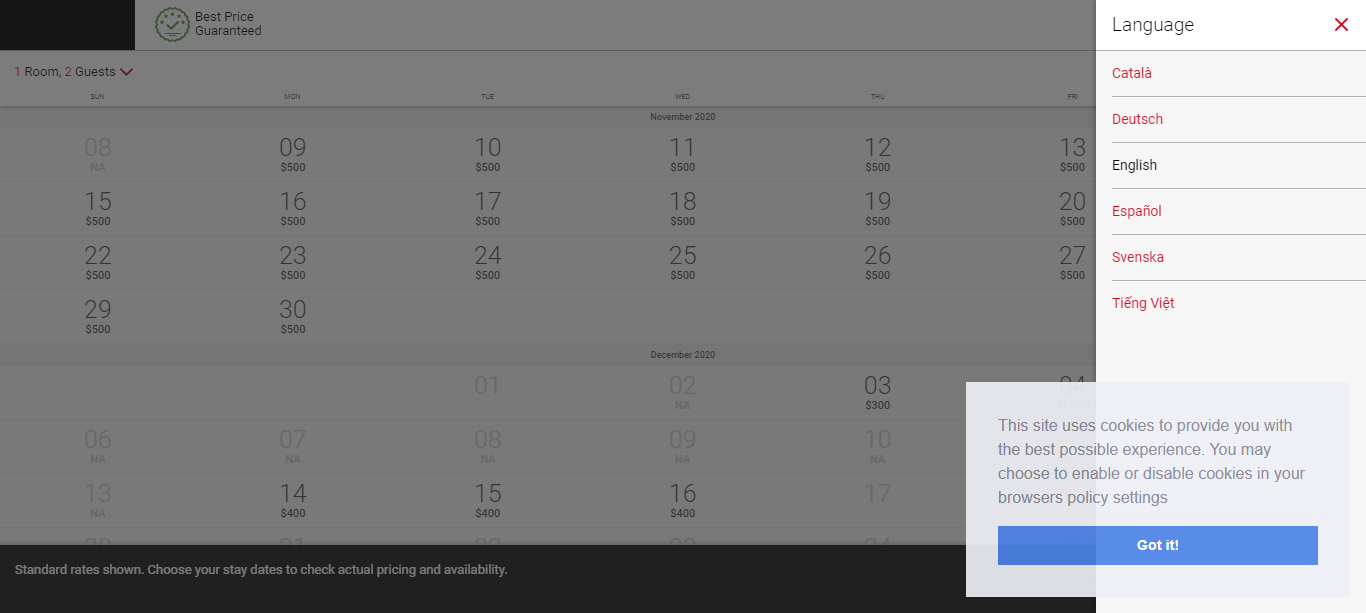 Best Price
Guaranteed
Language
1 Room, 2 Guests
SUN MON TUE WED THU FRI
November 2020
08 09 10 11 12 13
NA $500 $500 $500 $500 $500
15 16 17 18 19 20
$500 $500 $500 $500 $500 $500
22 23 24 25 26 27
$500 $500 $500 $500 $500 $500
29 30
$500 $500
December 2020
01 02 03 04
NA $300
06 07 08 09 10
NA NA NA NA NA
13 14 15 16 17
NA $400 $400 $400
20 21 22 23 24
Standard rates shown. Choose your stay dates to check actual pricing and availability.
Català
Deutsch
English
Español
Svenska
Tiếng Việt
This site uses cookies to provide you with
the best possible experience. You may
choose to enable or disable cookies in your
browsers policy settings
Got it!